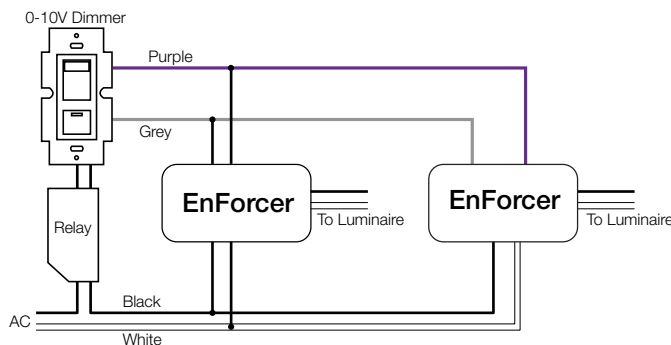 0-10V Dimmer
Purple
Grey
EnForcer
EnForcer
To Luminaire
To Luminaire
Relay
Black
AC
White